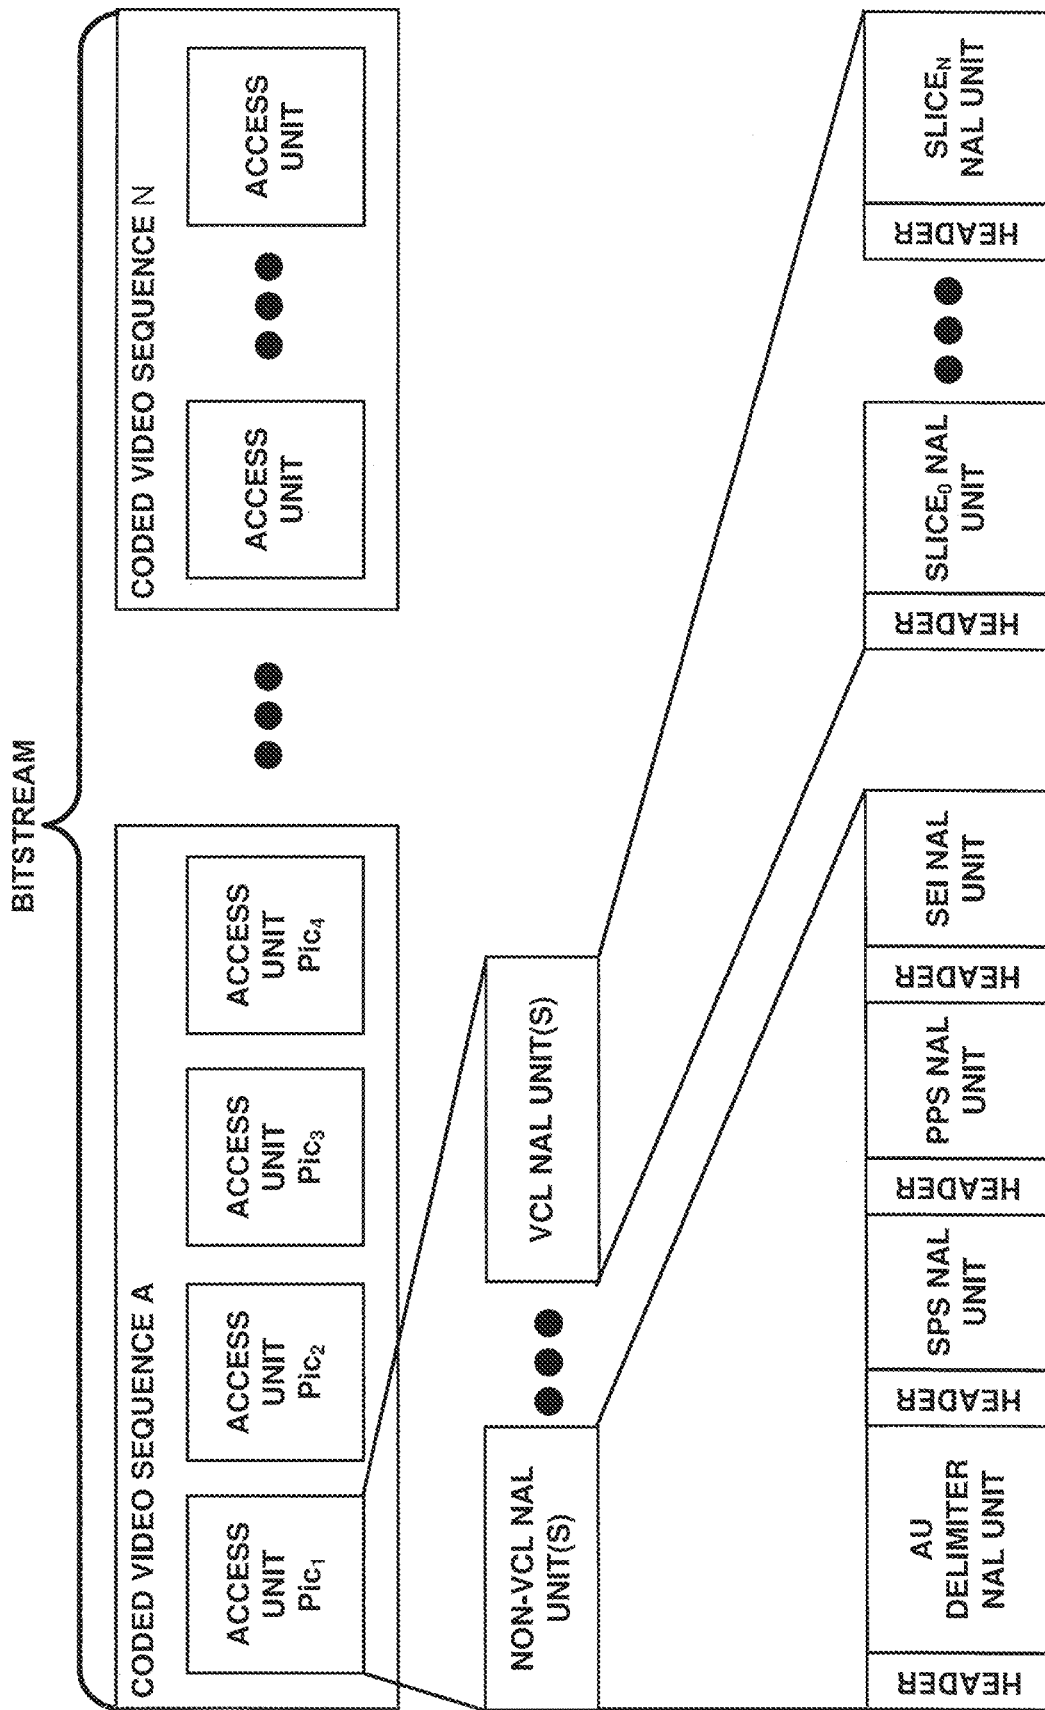 BITSTREAM
CODED VIDEO SEQUENCE A
ACCESS
UNIT
Pic₁
ACCESS
UNIT
Pic₂
ACCESS
UNIT
Pic₃
ACCESS
UNIT
Pic₄
CODED VIDEO SEQUENCE N
ACCESS
UNIT
ACCESS
UNIT
NON-VCL NAL
UNIT(S)
VCL NAL UNIT(S)
HEADER
AU
DELIMITER
NAL UNIT
HEADER
SPS NAL
UNIT
HEADER
PPS NAL
UNIT
HEADER
SEI NAL
UNIT
HEADER
SLICE₀ NAL
UNIT
HEADER
SLICE_N
NAL UNIT